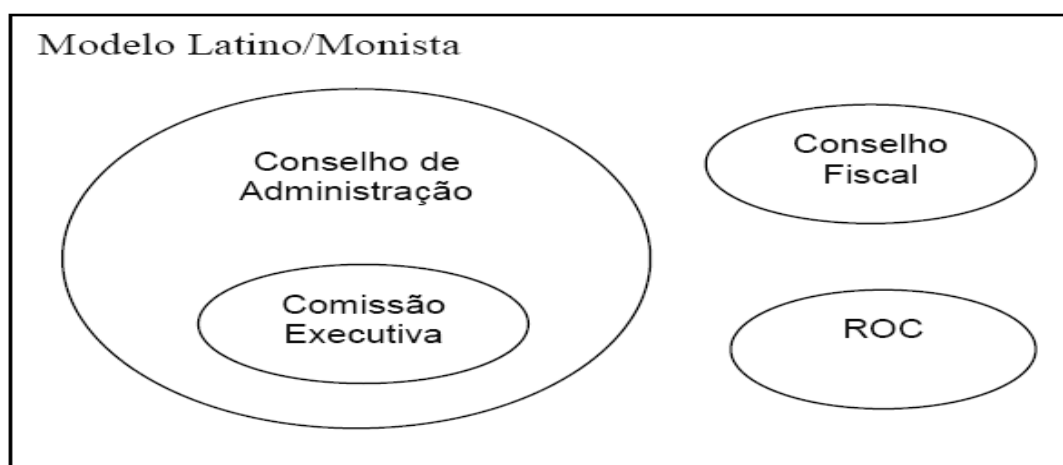 Modelo Latino/Monista
Conselho de
Administração
Comissão
Executiva
Conselho
Fiscal
ROC